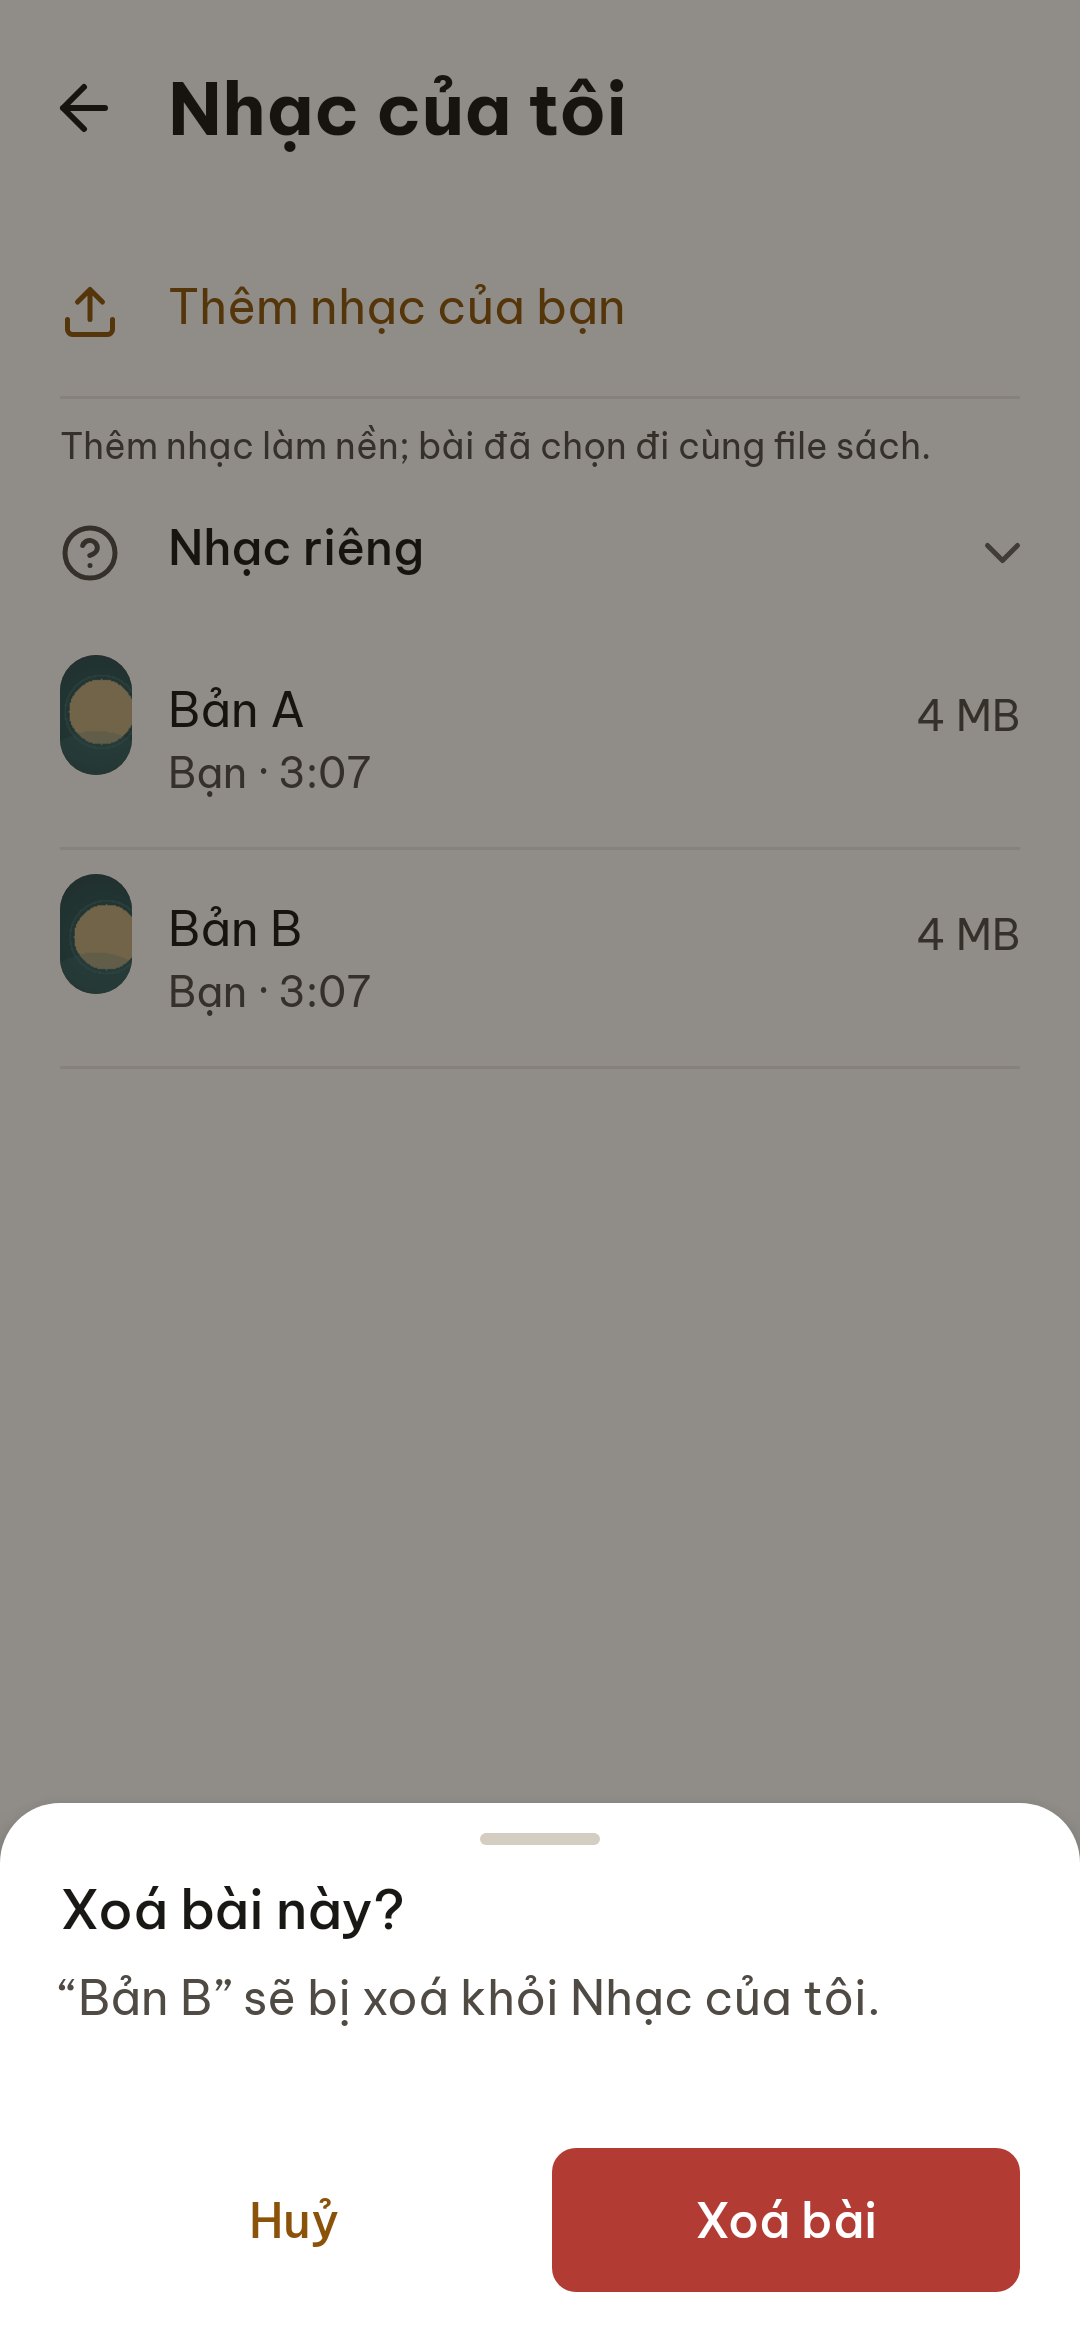 Nhạc của tôi
Thêm nhạc của bạn
Thêm nhạc làm nền; bài đã chọn đi cùng file sách.
Nhạc riêng
Bản A
4 MB
Bạn · 3:07
Bản B
4 MB
Bạn · 3:07
Xoá bài này?
“Bản B” sẽ bị xoá khỏi Nhạc của tôi.
Huỷ
Xoá bài